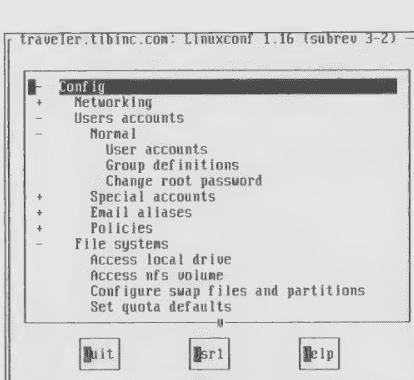 traveler.tibinc.com: Linuxconf 1.16 (subrev 3-2)
- Config
+ Networking
- Users accounts
- Normal
User accounts
Group definitions
Change root password
+ Special accounts
+ Email aliases
+ Policies
- File systems
Access local drive
Access nfs volume
Configure swap files and partitions
Set quota defaults
Quit Usr1 Help